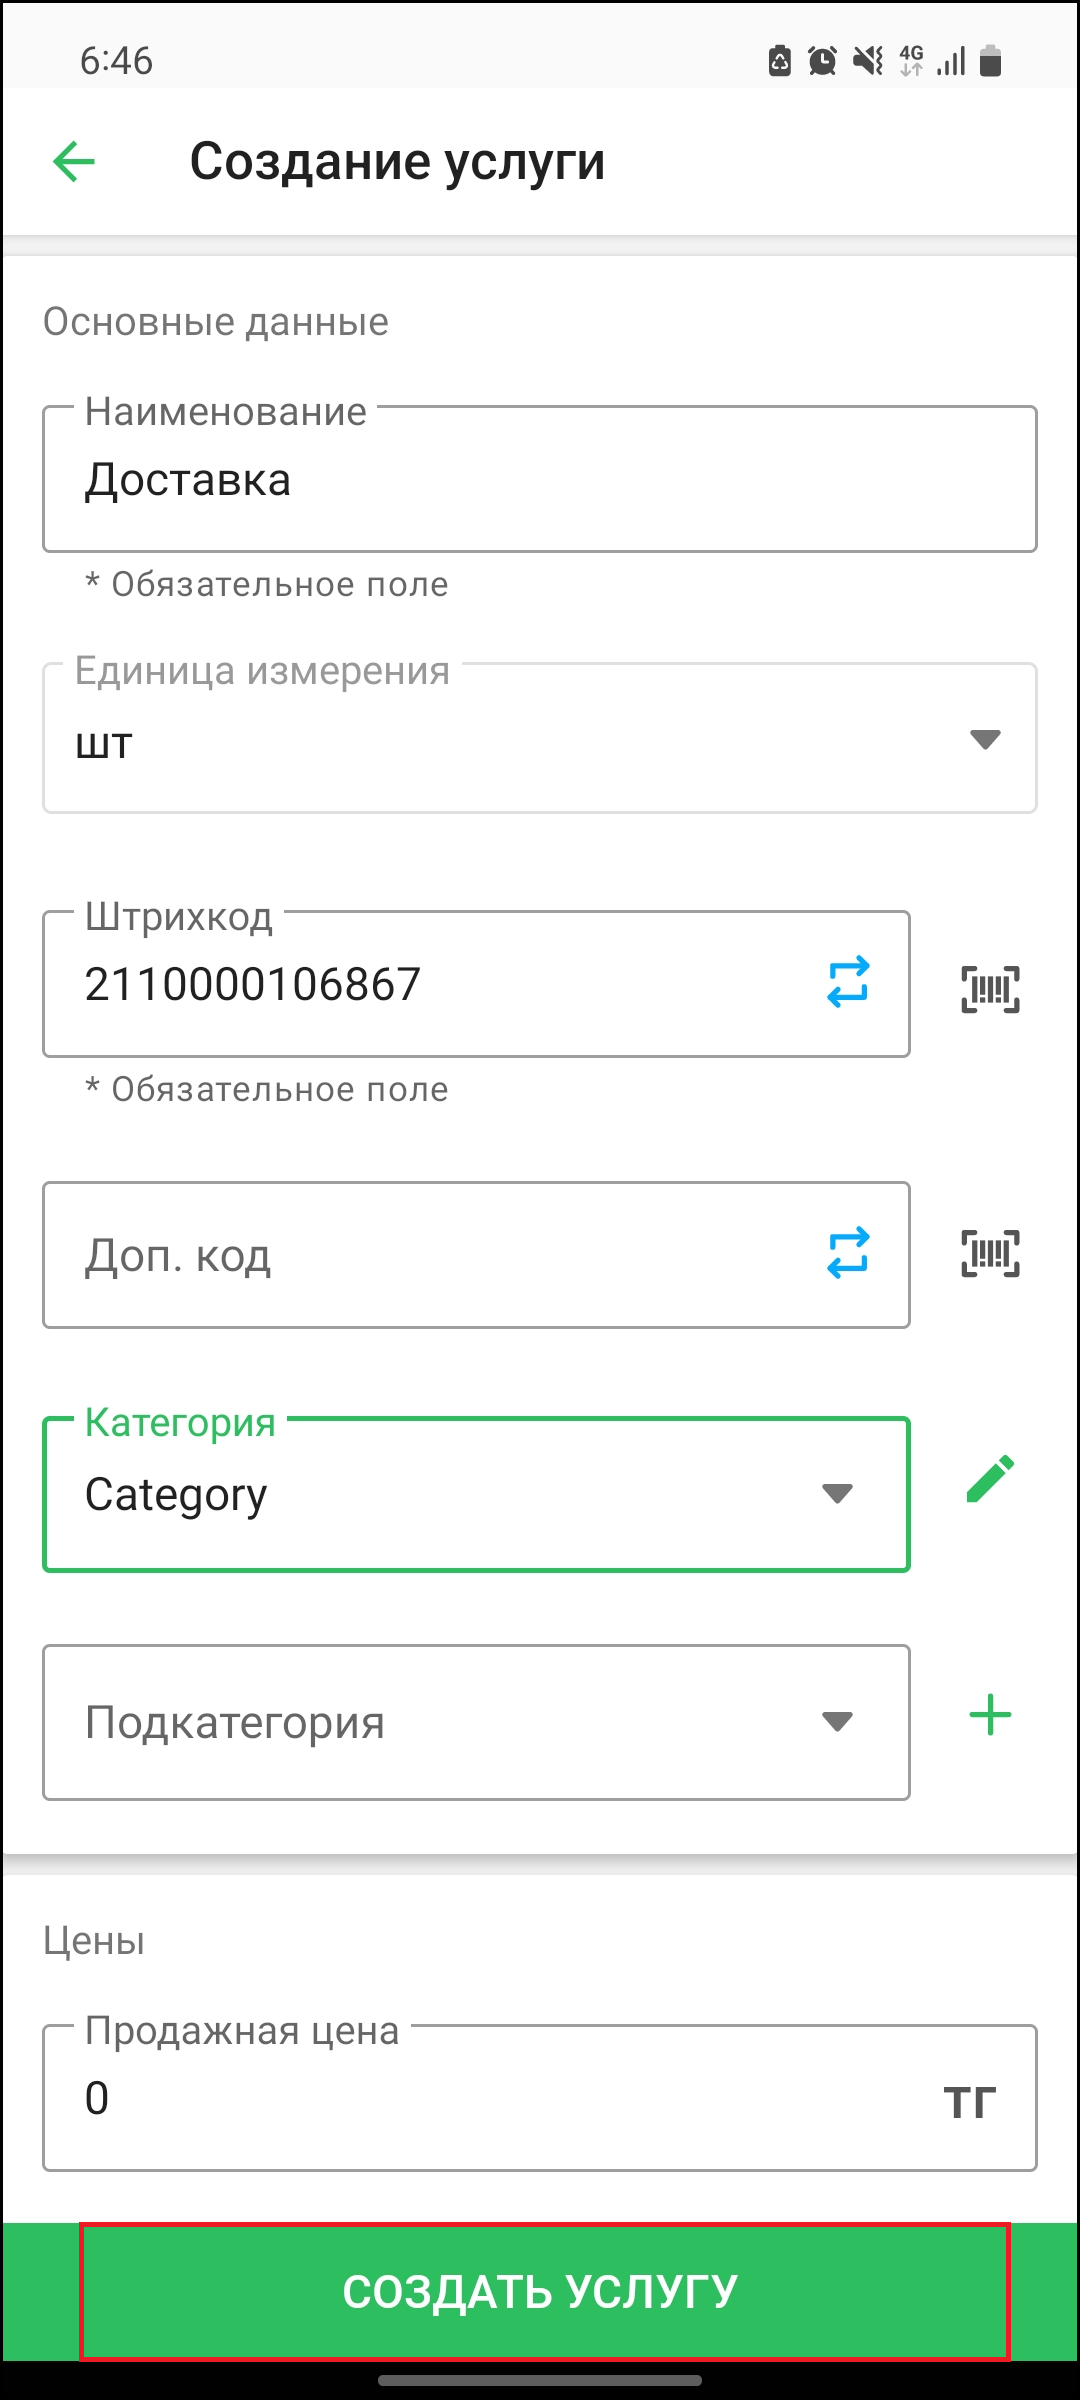 6:46
4G
Создание услуги
Основные данные
Наименование
Доставка
* Обязательное поле
Единица измерения
шт
Штрихкод
2110000106867
* Обязательное поле
Доп. код
Категория
Category
Подкатегория
Цены
Продажная цена
0 ТГ
СОЗДАТЬ УСЛУГУ